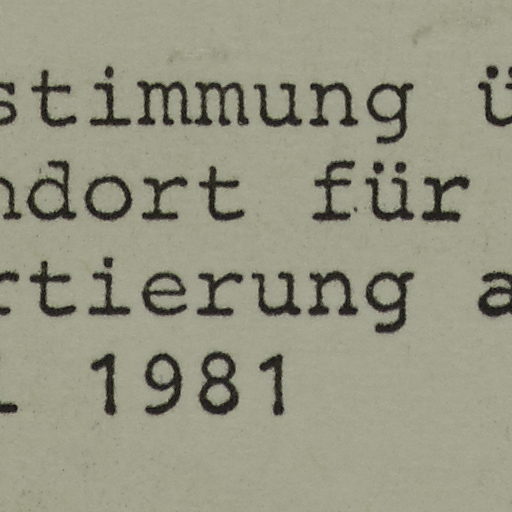 stimmung ü
ndort für
rtierung a
1981